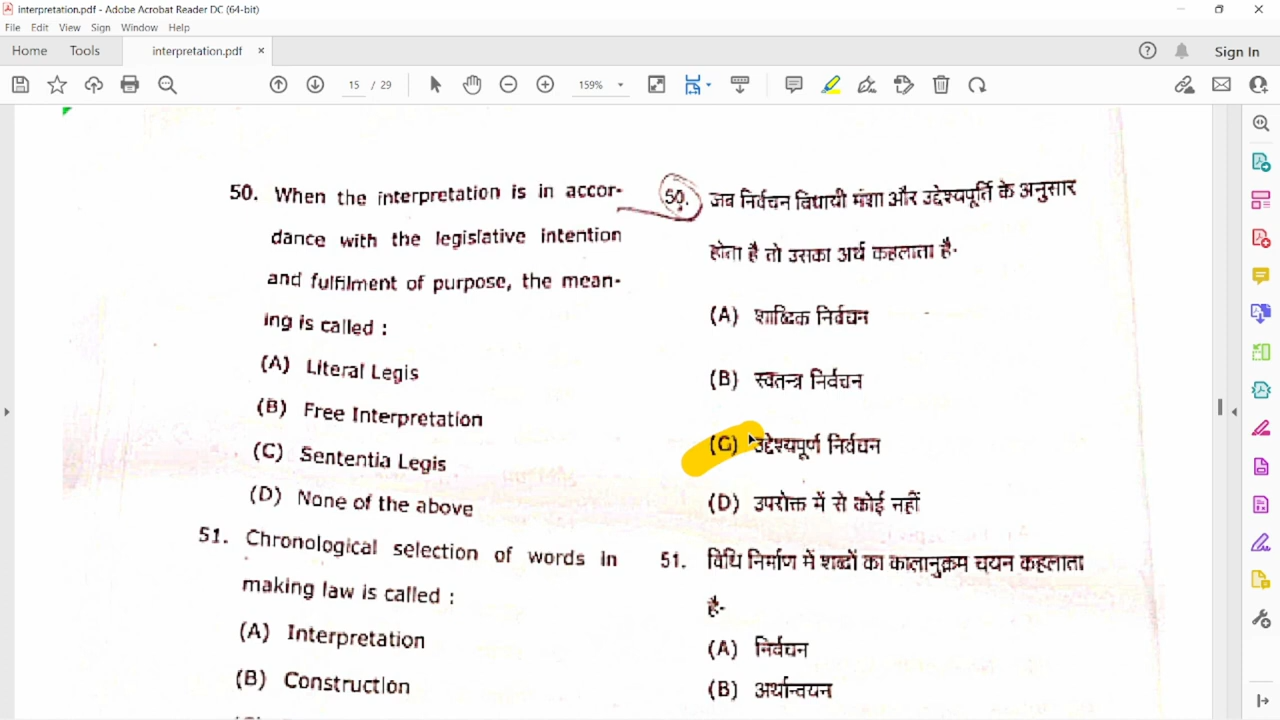 interpretation.pdf - Adobe Acrobat Reader DC (64-bit)
File Edit View Sign Window Help
Home Tools interpretation.pdf × Sign In
15 / 29 159%
50. When the interpretation is in accor-
dance with the legislative intention
and fulfilment of purpose, the mean-
ing is called :
(A) Literal Legis
(B) Free Interpretation
(C) Sententia Legis
(D) None of the above
51. Chronological selection of words in
making law is called :
(A) Interpretation
(B) Construction
50. जब निर्वचन विधायी मंशा और उद्देश्यपूर्ति के अनुसार
होता है तो उसका अर्थ कहलाता है-
(A) शाब्दिक निर्वचन
(B) स्वतन्त्र निर्वचन
(C) उद्देश्यपूर्ण निर्वचन
(D) उपरोक्त में से कोई नहीं
51. विधि निर्माण में शब्दों का कालानुक्रम चयन कहलाता
है-
(A) निर्वचन
(B) अर्थान्वयन